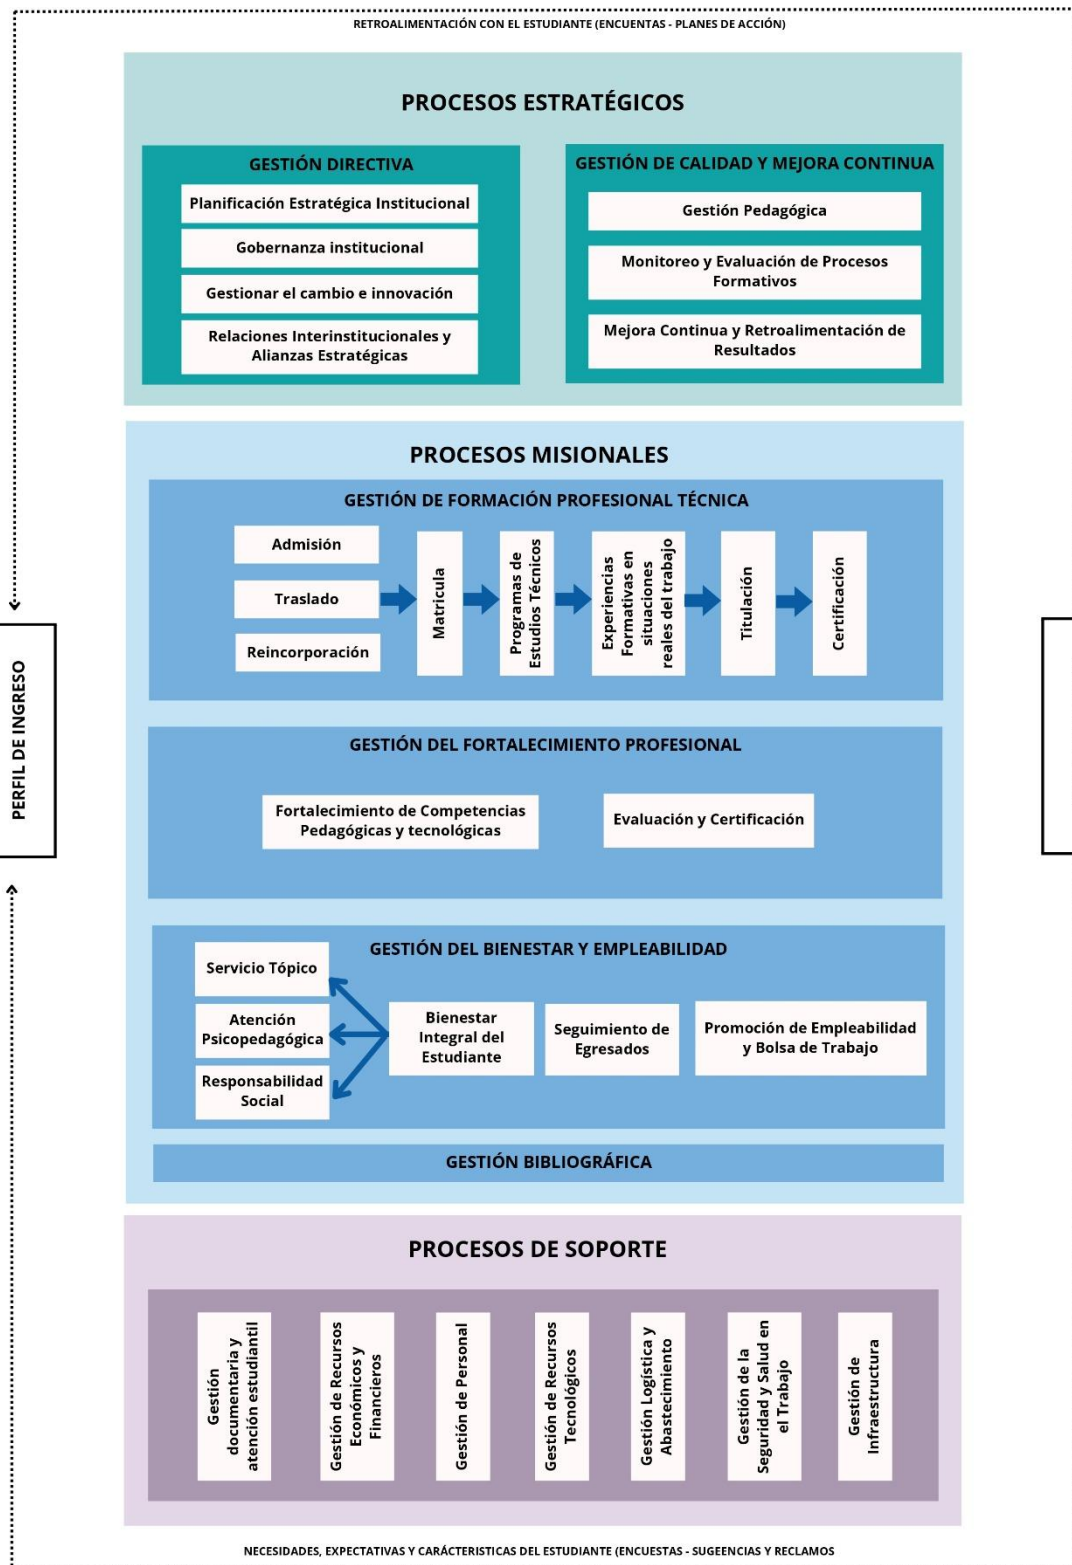 RETROALIMENTACIÓN CON EL ESTUDIANTE (ENCUENTAS - PLANES DE ACCIÓN)
PROCESOS ESTRATÉGICOS
GESTIÓN DIRECTIVA
Planificación Estratégica Institucional
Gobernanza institucional
Gestionar el cambio e innovación
Relaciones Interinstitucionales y
Alianzas Estratégicas
GESTIÓN DE CALIDAD Y MEJORA CONTINUA
Gestión Pedagógica
Monitoreo y Evaluación de Procesos
Formativos
Mejora Continua y Retroalimentación de
Resultados
PERFIL DE INGRESO
PROCESOS MISIONALES
GESTIÓN DE FORMACIÓN PROFESIONAL TÉCNICA
Admisión
Traslado
Reincorporación
Matricula
Programas de
Estudios Técnicos
Experiencias
Formativas en
situaciones
reales del trabajo
Titulación
Certificación
GESTIÓN DEL FORTALECIMIENTO PROFESIONAL
Fortalecimiento de Competencias
Pedagógicas y tecnológicas
Evaluación y Certificación
GESTIÓN DEL BIENESTAR Y EMPLEABILIDAD
Servicio Tópico
Atención
Psicopedagógica
Responsabilidad
Social
Bienestar
Integral del
Estudiante
Seguimiento de
Egresados
Promoción de Empleabilidad
y Bolsa de Trabajo
GESTIÓN BIBLIOGRÁFICA
PROCESOS DE SOPORTE
Gestión
documentaria y
atención estudiantil
Gestión de Recursos
Económicos y
Financieros
Gestión de Personal
Gestión de Recursos
Tecnológicos
Gestión Logística y
Abastecimiento
Gestión de la
Seguridad y Salud en
el Trabajo
Gestión de
Infraestructura
NECESIDADES, EXPECTATIVAS Y CARÁCTERISTICAS DEL ESTUDIANTE (ENCUESTAS - SUGEENCIAS Y RECLAMOS